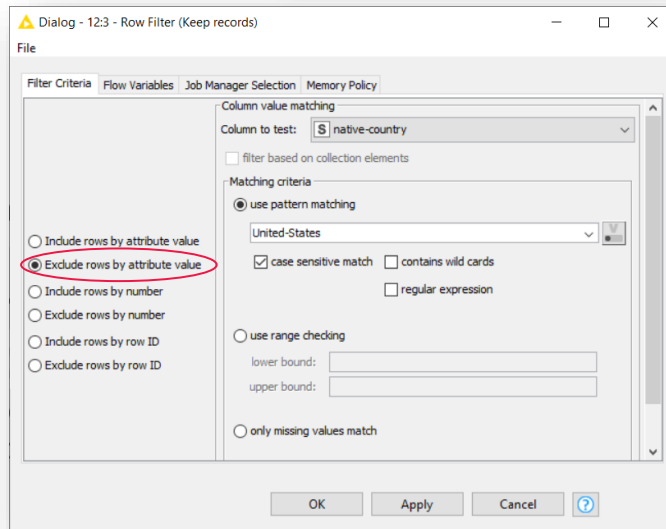 Dialog - 12:3 - Row Filter (Keep records)
File
Filter Criteria Flow Variables Job Manager Selection Memory Policy
Column value matching
Column to test: S native-country
filter based on collection elements
Matching criteria
use pattern matching
United-States
case sensitive match contains wild cards
regular expression
use range checking
lower bound:
upper bound:
only missing values match
Include rows by attribute value
Exclude rows by attribute value
Include rows by number
Exclude rows by number
Include rows by row ID
Exclude rows by row ID
OK Apply Cancel ?